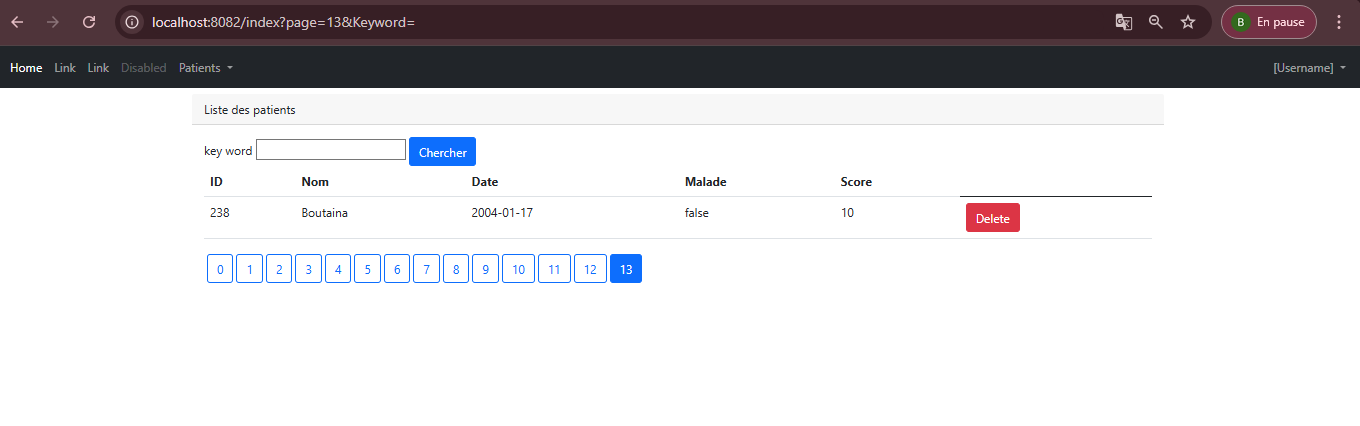 localhost:8082/index?page=13&Keyword=
B En pause
Home Link Link Disabled Patients [Username]
Liste des patients
key word Chercher
ID Nom Date Malade Score
238 Boutaina 2004-01-17 false 10 Delete
0 1 2 3 4 5 6 7 8 9 10 11 12 13